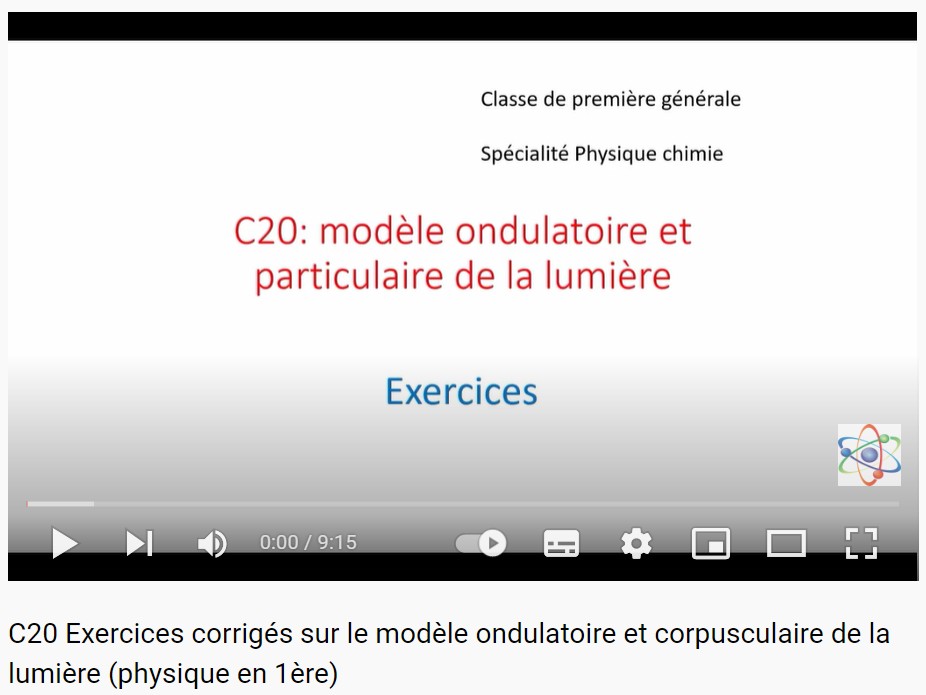 Classe de première générale
Spécialité Physique chimie
C20: modèle ondulatoire et
particulaire de la lumière
Exercices
0:00 / 9:15
C20 Exercices corrigés sur le modèle ondulatoire et corpusculaire de la
lumière (physique en 1ère)